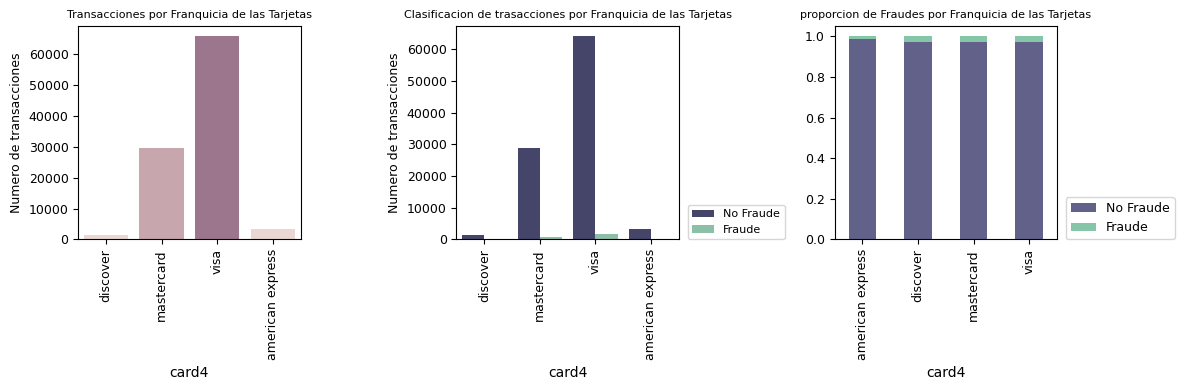 Transacciones por Franquicia de las Tarjetas
Numero de transacciones
60000
50000
40000
30000
20000
10000
0
discover
mastercard
visa
american express
card4
Clasificacion de trasacciones por Franquicia de las Tarjetas
Numero de transacciones
60000
50000
40000
30000
20000
10000
0
discover
mastercard
visa
american express
card4
No Fraude
Fraude
proporcion de Fraudes por Franquicia de las Tarjetas
1.0
0.8
0.6
0.4
0.2
0.0
american express
discover
mastercard
visa
card4
No Fraude
Fraude